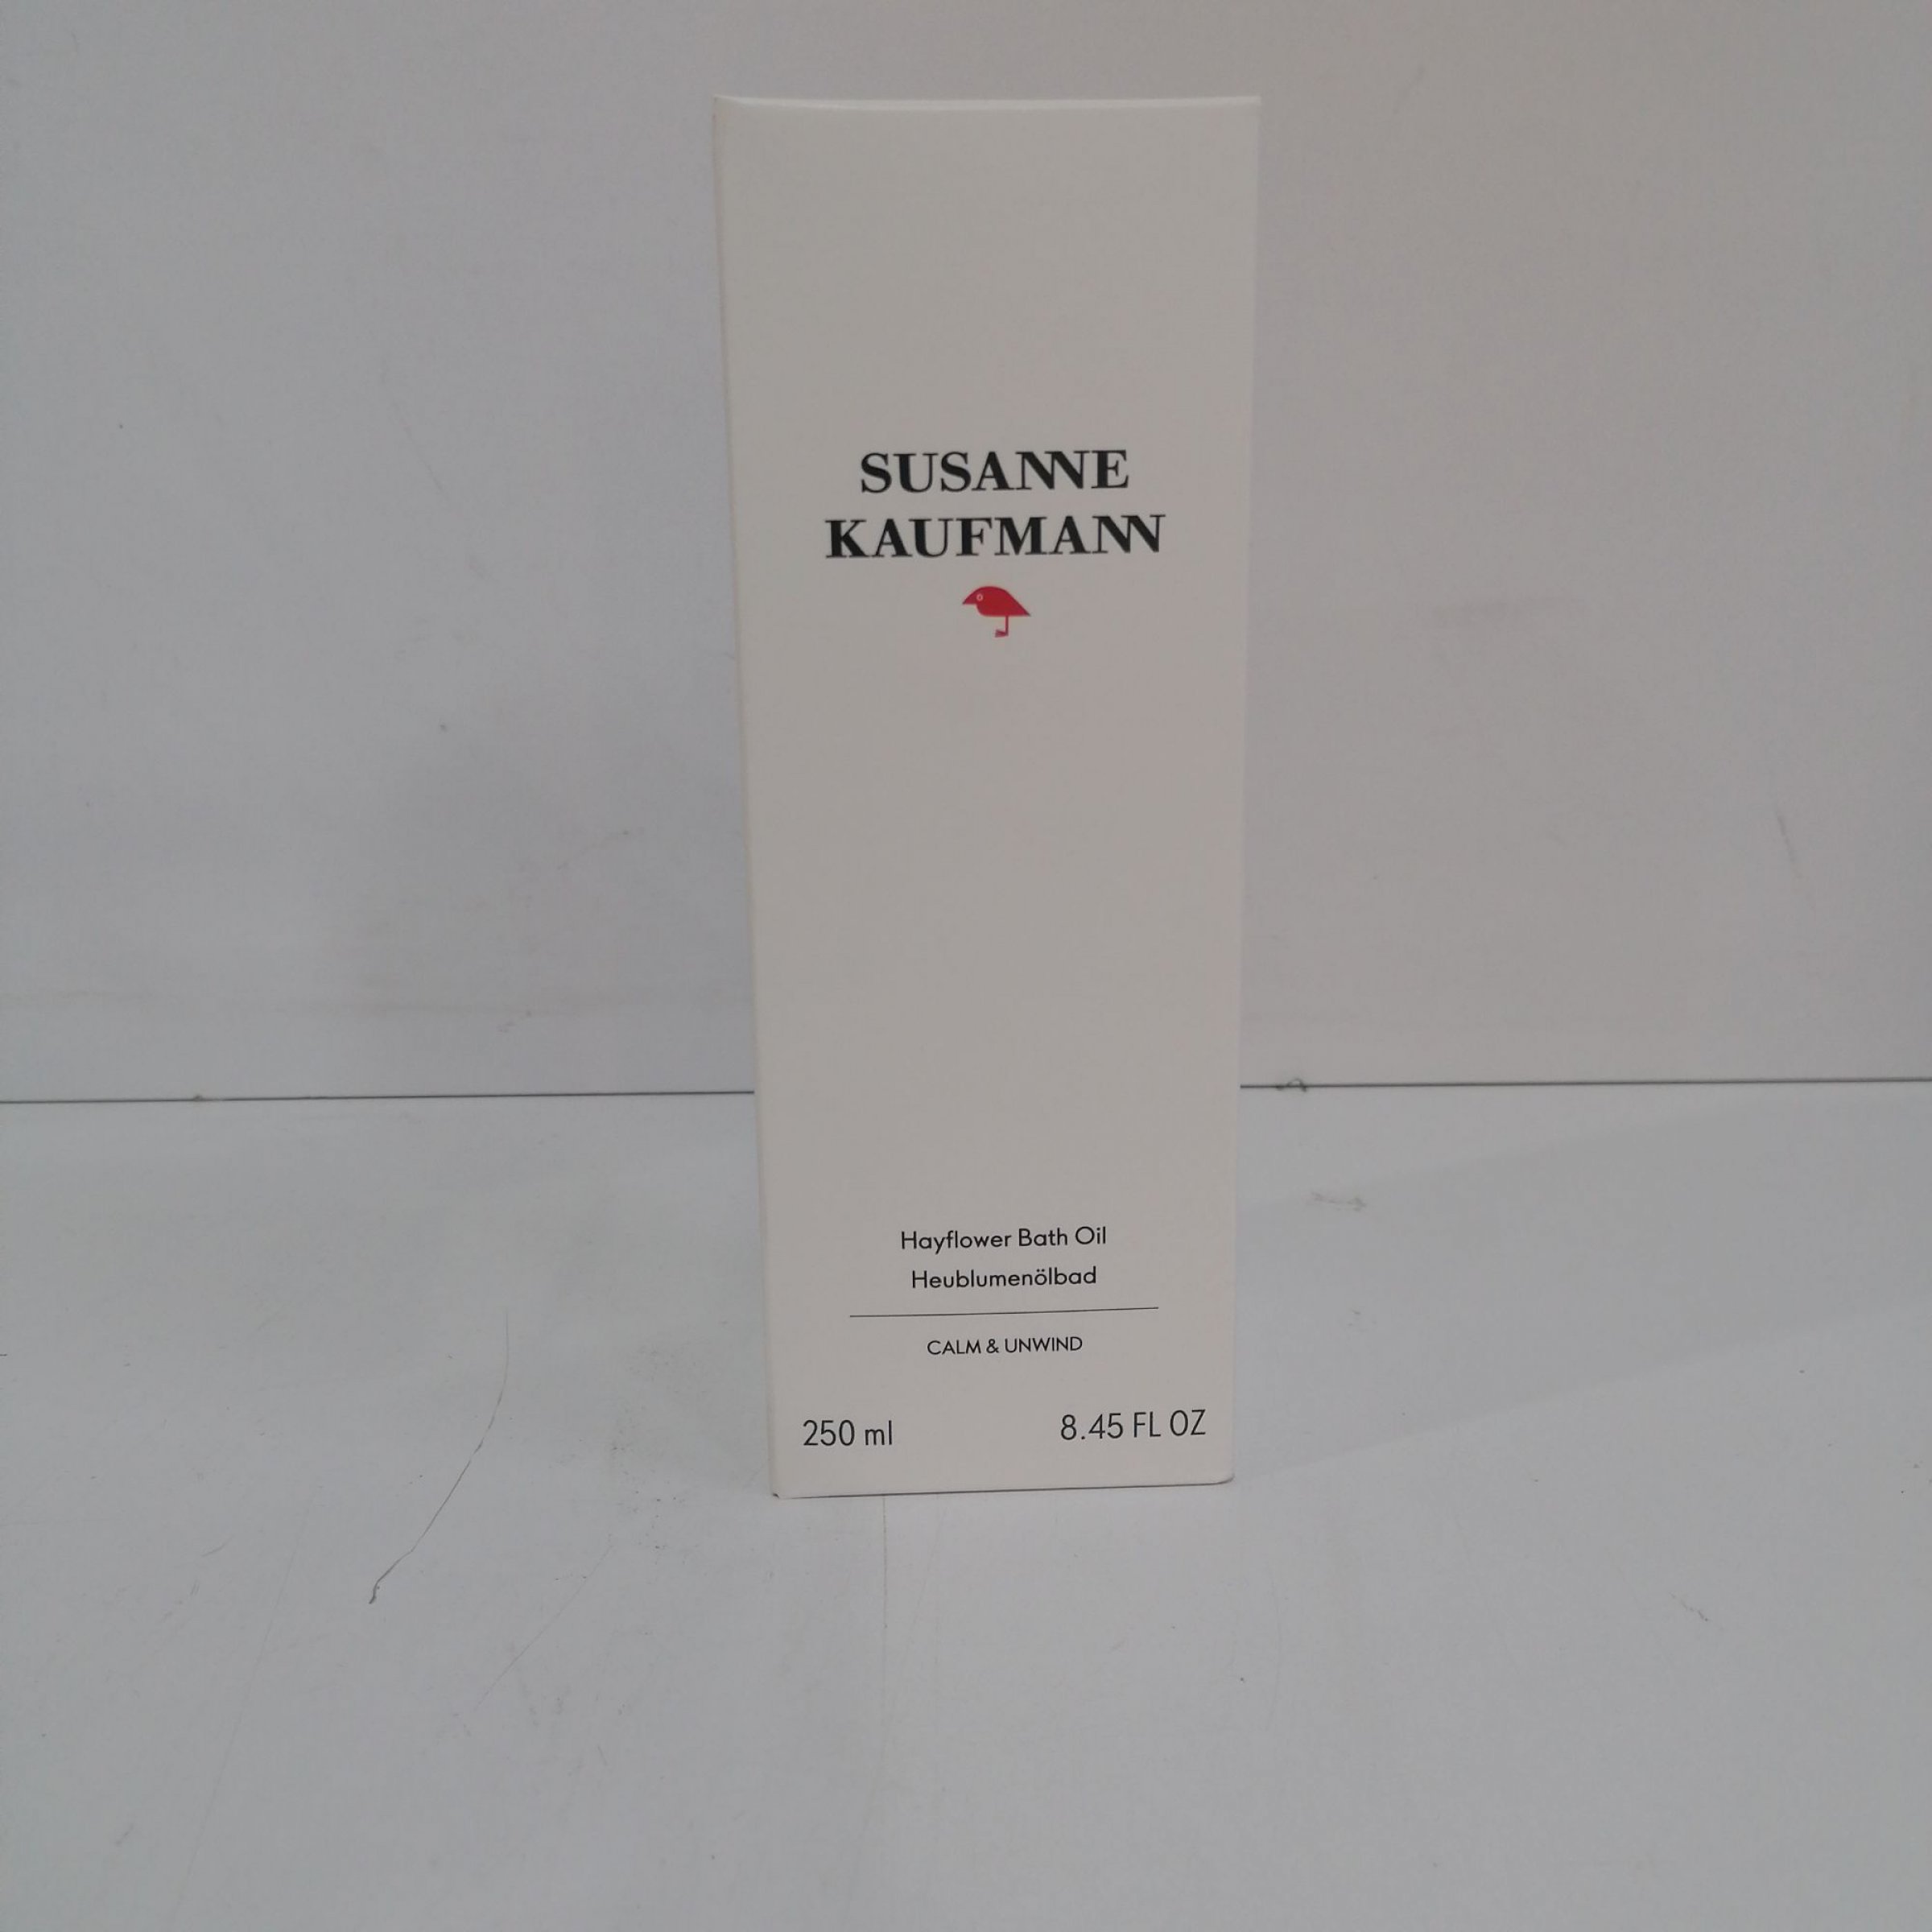 SUSANNE
KAUFMANN
Hayflower Bath Oil
Heublumenölbad
CALM & UNWIND
250 ml 8.45 FL OZ